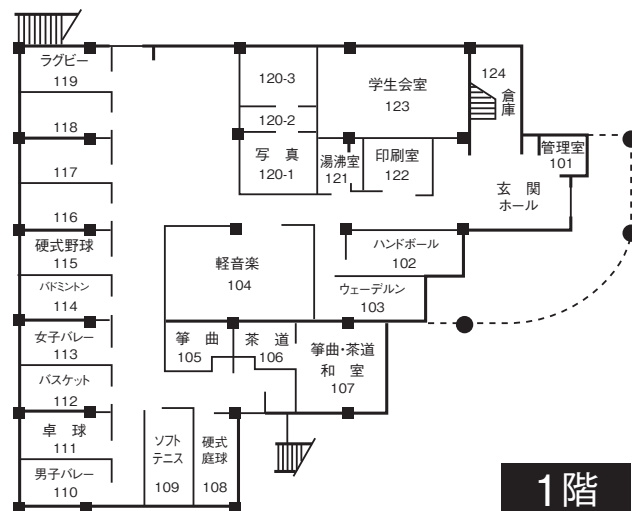 ラグビー
119
118
117
116
硬式野球
115
バドミントン
114
女子バレー
113
バスケット
112
卓 球
111
男子バレー
110
120-3
120-2
写 真
120-1
学生会室
123
124
倉庫
湯沸室
121
印刷室
122
管理室
101
玄 関
ホール
軽音楽
104
ハンドボール
102
ウェーデルン
103
箏 曲
105
茶 道
106
箏曲・茶道
和 室
107
ソフト
テニス
109
硬式
庭球
108
1階